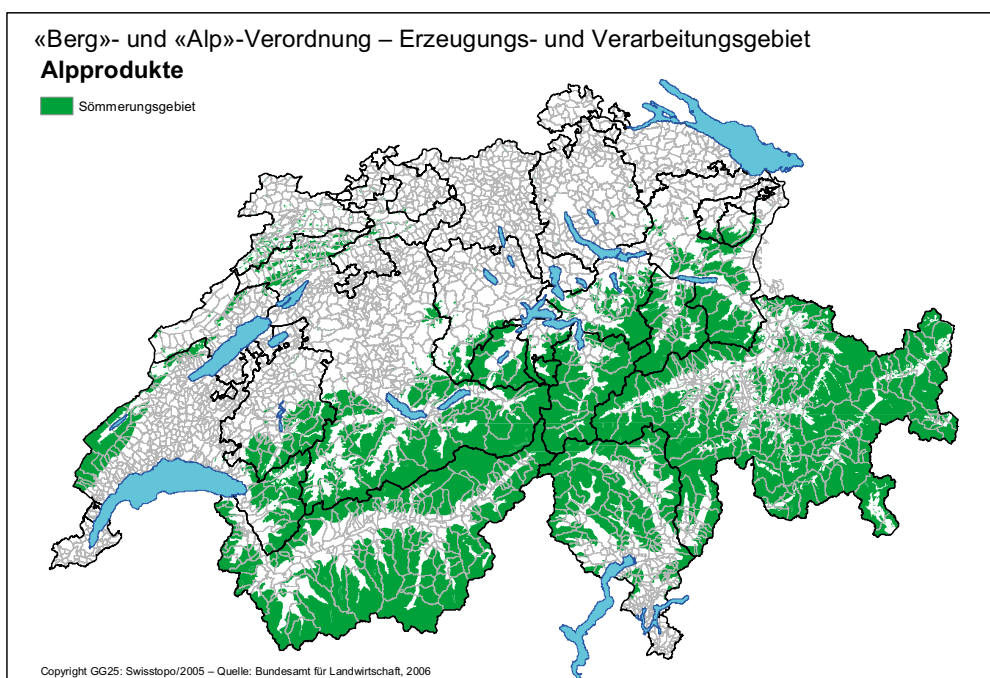 «Berg»- und «Alp»-Verordnung – Erzeugungs- und Verarbeitungsgebiet
Alpprodukte
Sömmerungsgebiet
Copyright GG25: Swisstopo/2005 – Quelle: Bundesamt für Landwirtschaft, 2006